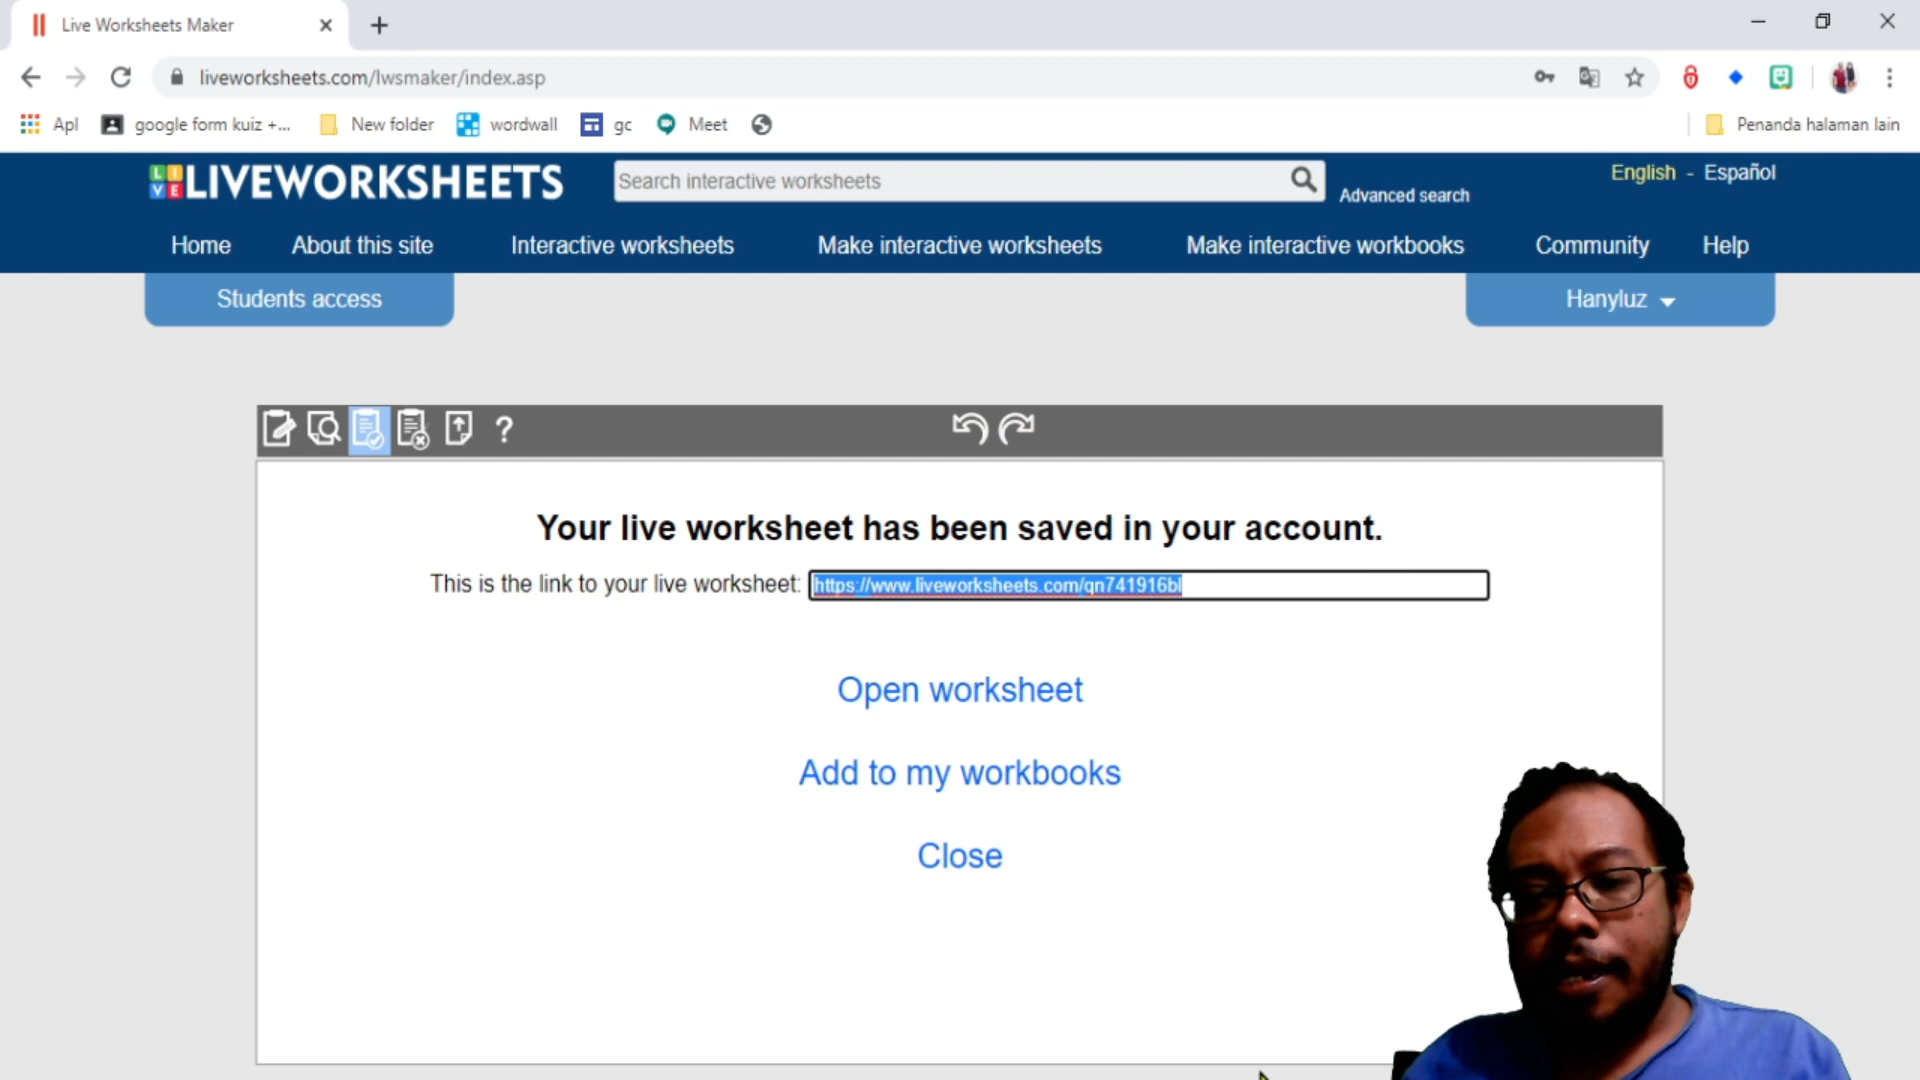 Live Worksheets Maker
liveworksheets.com/lwsmaker/index.asp
Apl
google form kuiz +...
New folder
wordwall
gc
Meet
Penanda halaman lain
LIVE LIVEWORKSHEETS
Search interactive worksheets
Advanced search
English - Español
Home
About this site
Interactive worksheets
Make interactive worksheets
Make interactive workbooks
Community
Help
Students access
Hanyluz
?
Your live worksheet has been saved in your account.
This is the link to your live worksheet: https://www.liveworksheets.com/qn741916bl
Open worksheet
Add to my workbooks
Close